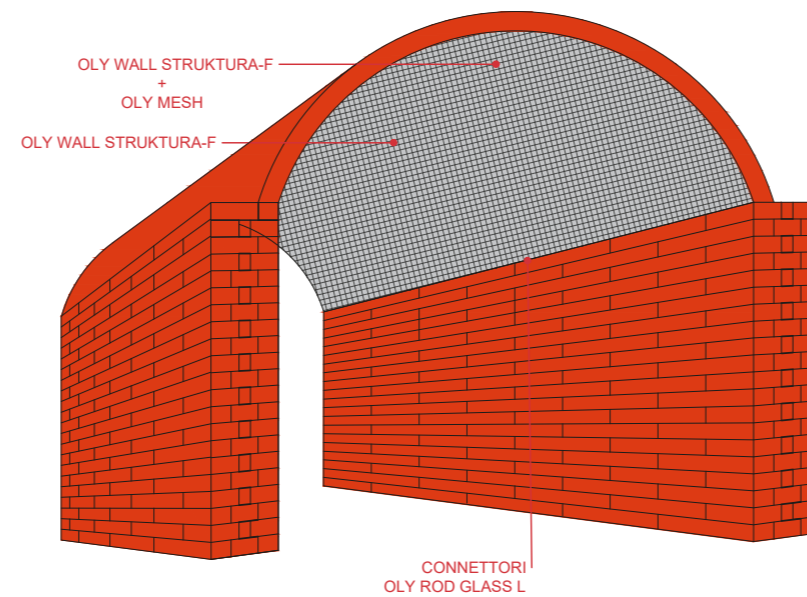 OLY WALL STRUKTURA-F
+
OLY MESH
OLY WALL STRUKTURA-F
CONNETTORI
OLY ROD GLASS L